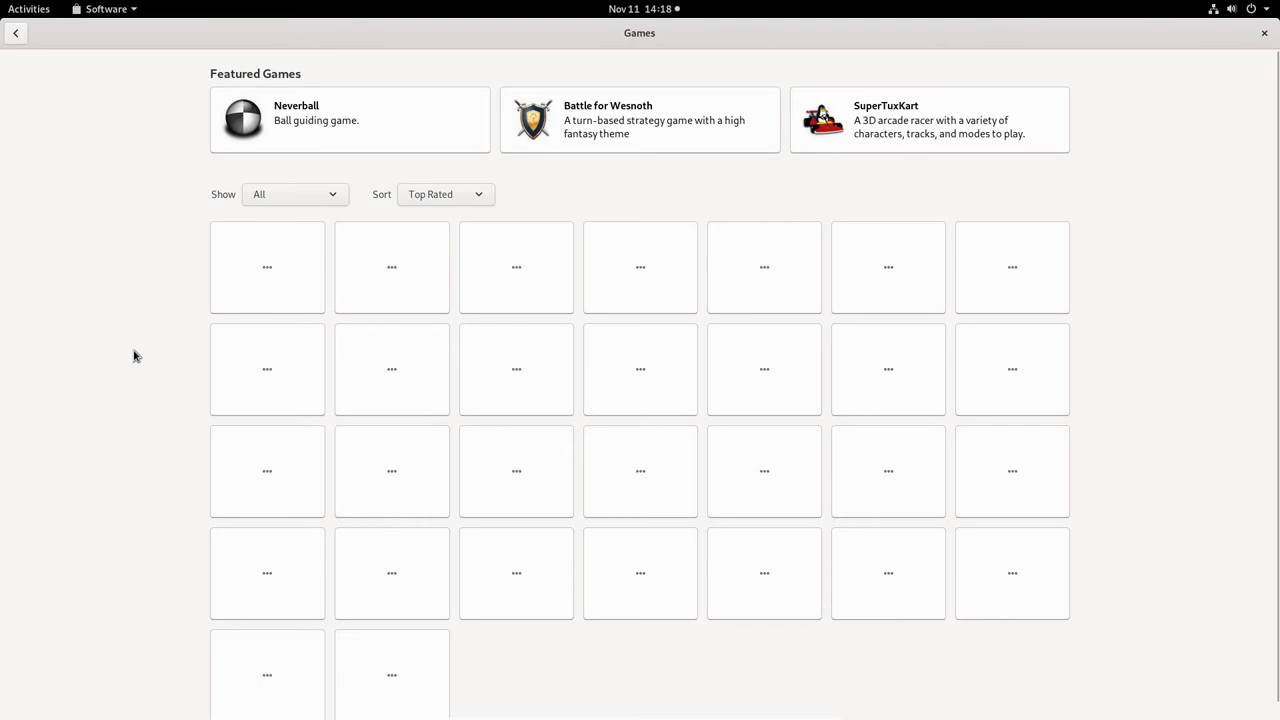 Activities
Software
Nov 11 14:18
Games
Featured Games
Neverball
Ball guiding game.
Battle for Wesnoth
A turn-based strategy game with a high
fantasy theme
SuperTuxKart
A 3D arcade racer with a variety of
characters, tracks, and modes to play.
Show All Sort Top Rated
... ... ... ... ... ... ...
... ... ... ... ... ... ...
... ... ... ... ... ... ...
... ... ... ... ... ... ...
... ...